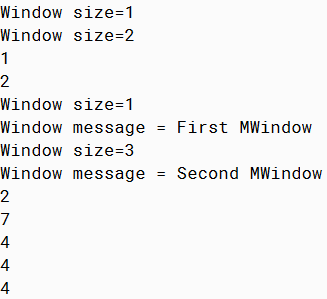 Window size=1
Window size=2
1
2
Window size=1
Window message = First MWindow
Window size=3
Window message = Second MWindow
2
7
4
4
4